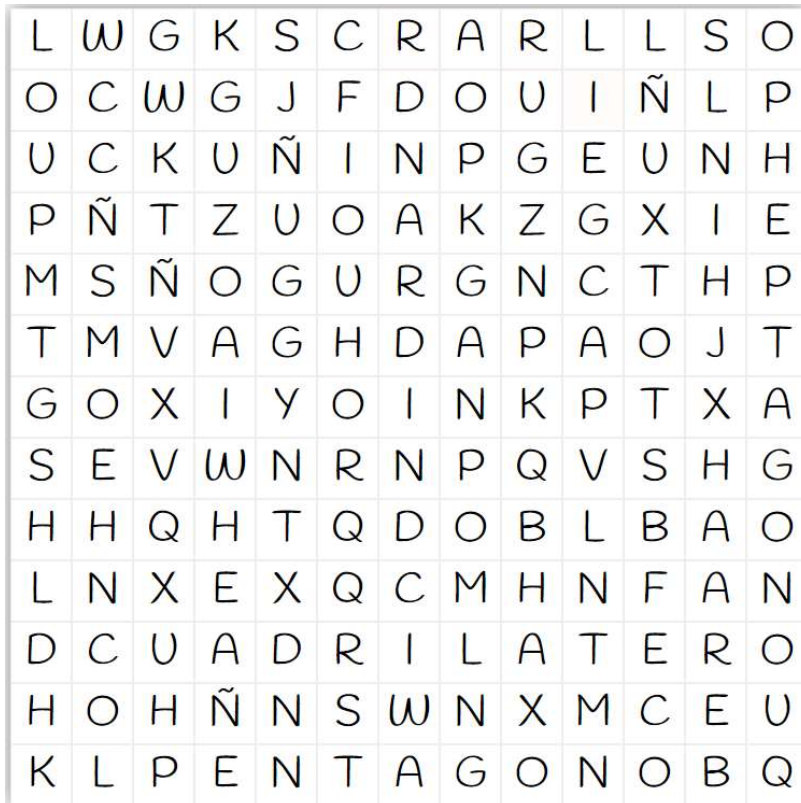 L W G K S C R A R L L S O
O C W G J F D O U I Ñ L P
U C K U Ñ I N P G E U N H
P Ñ T Z U O A K Z G X I E
M S Ñ O G U R G N C T H P
T M V A G H D A P A O J T
G O X I Y O I N K P T X A
S E V W N R N P Q V S H G
H H Q H T Q D O B L B A O
L N X E X Q C M H N F A N
D C U A D R I L A T E R O
H O H Ñ N S W N X M C E U
K L P E N T A G O N O B Q